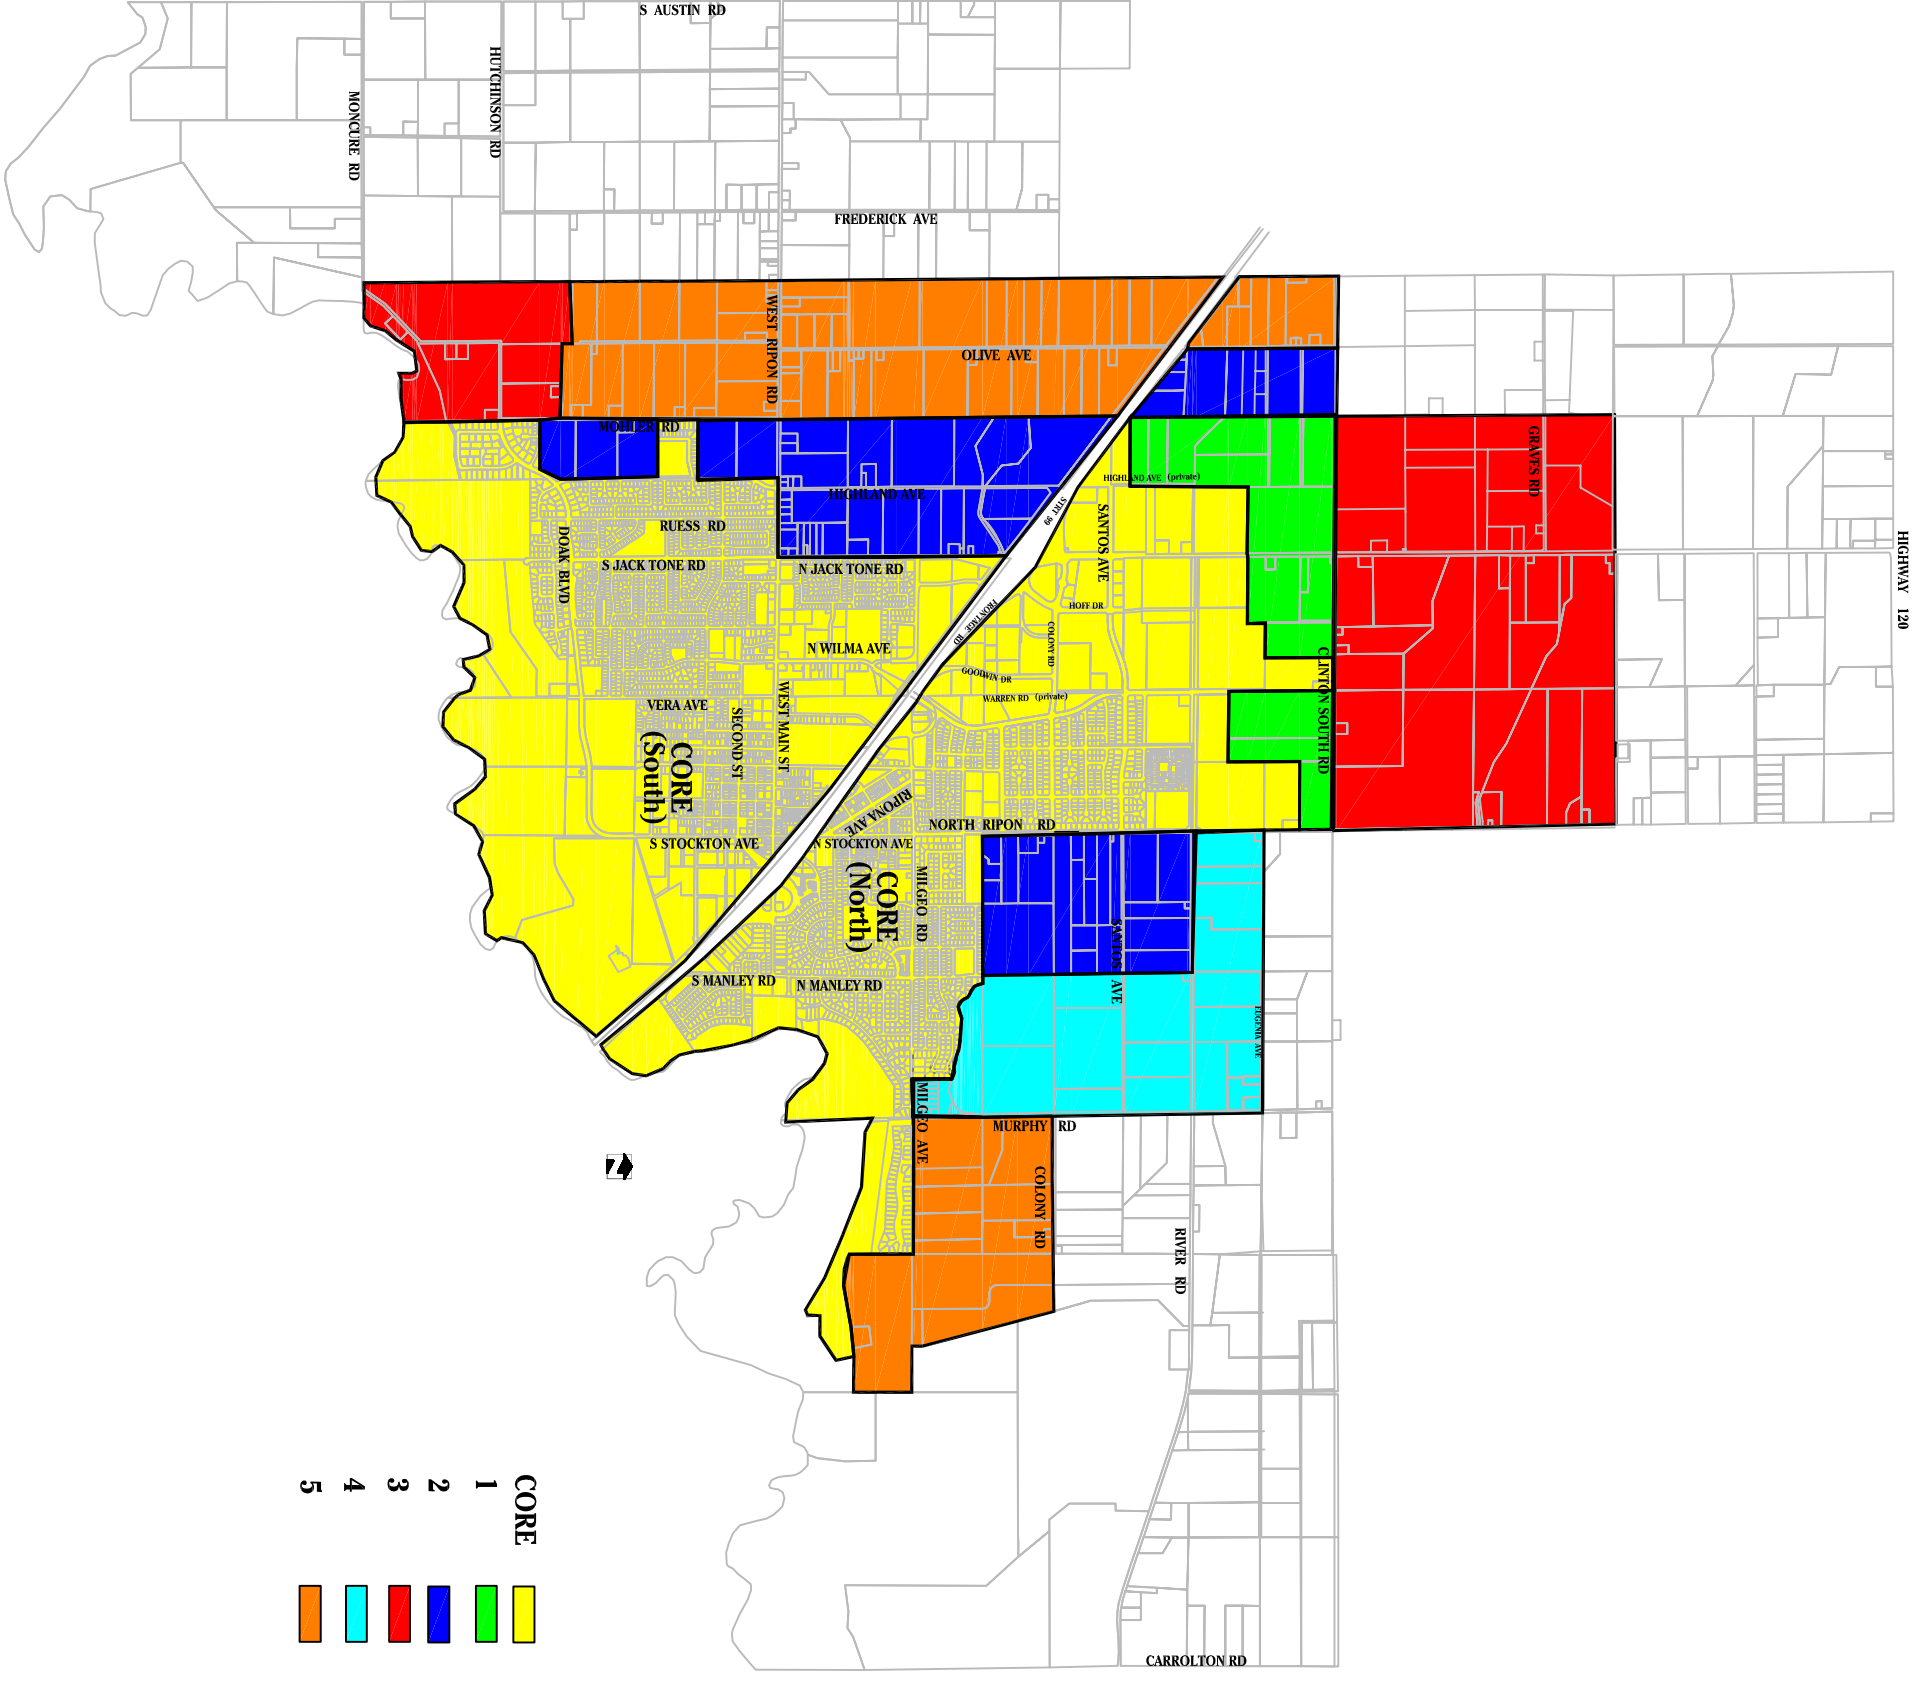 S AUSTIN RD
HUTCHINSON RD
MONCURE RD
FREDERICK AVE
WEST RIPON RD
OLIVE AVE
MOHLER RD
HIGHLAND AVE
HIGHLAND AVE (private)
GRAVES RD
STRT 99
SANTOS AVE
RUESS RD
DOAK BLVD
S JACK TONE RD
N JACK TONE RD
HIGHWAY 120
HOFF DR
FRONTAGE RD
COLONY RD
N WILMA AVE
GOODWIN DR
CLINTON SOUTH RD
WARREN RD (private)
VERA AVE
SECOND ST
WEST MAIN ST
CORE
(South)
RIPONA AVE
NORTH RIPON RD
S STOCKTON AVE
N STOCKTON AVE
CORE
(North)
MILGEO RD
SANTOS AVE
S MANLEY RD
N MANLEY RD
EUGENIA AVE
MILGEO AVE
MURPHY RD
COLONY RD
Z
RIVER RD
CORE
1
2
3
4
5
CARROLTON RD